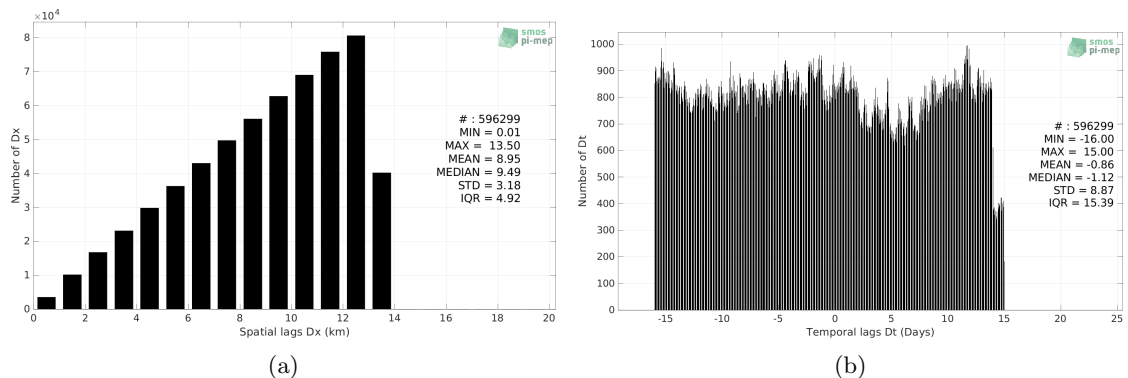 ×10⁴
8
7
6
5
4
3
2
1
0
Number of Dx
0 2 4 6 8 10 12 14 16 18 20
Spatial lags Dx (km)
smos
pi-mep
# : 596299
MIN = 0.01
MAX = 13.50
MEAN = 8.95
MEDIAN = 9.49
STD = 3.18
IQR = 4.92
(a)
1000
900
800
700
600
500
400
300
200
100
0
Number of Dt
-15 -10 -5 0 5 10 15 20 25
Temporal lags Dt (Days)
smos
pi-mep
# : 596299
MIN = -16.00
MAX = 15.00
MEAN = -0.86
MEDIAN = -1.12
STD = 8.87
IQR = 15.39
(b)